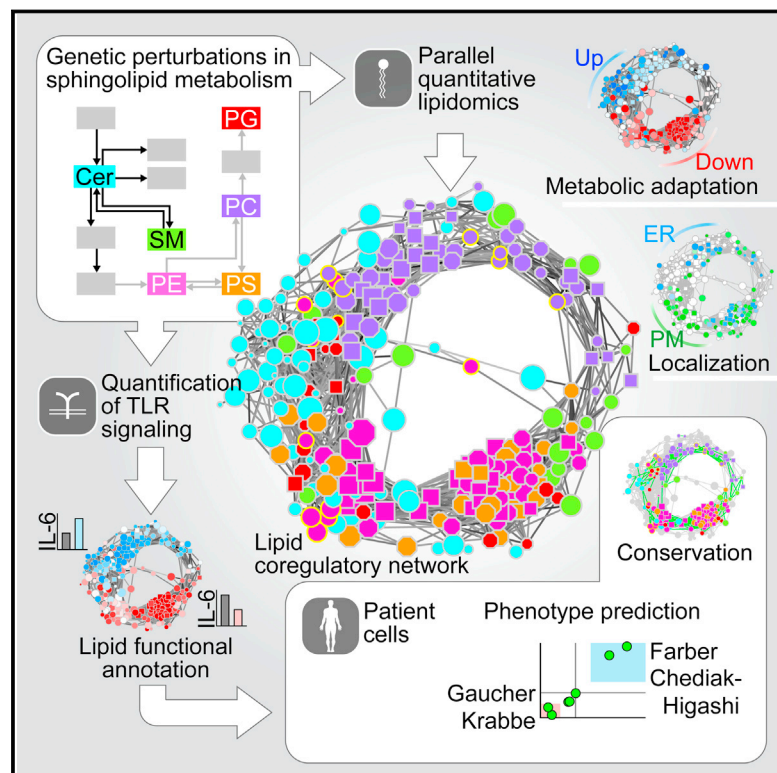 Genetic perturbations in
sphingolipid metabolism
PG
Cer
PC
SM
PE
PS
Parallel
quantitative
lipidomics
Up
Down
Metabolic adaptation
ER
PM
Localization
Quantification
of TLR
signaling
IL-6
IL-6
Lipid functional
annotation
Lipid
coregulatory network
Conservation
Patient
cells
Phenotype prediction
Farber
Chediak-
Higashi
Gaucher
Krabbe